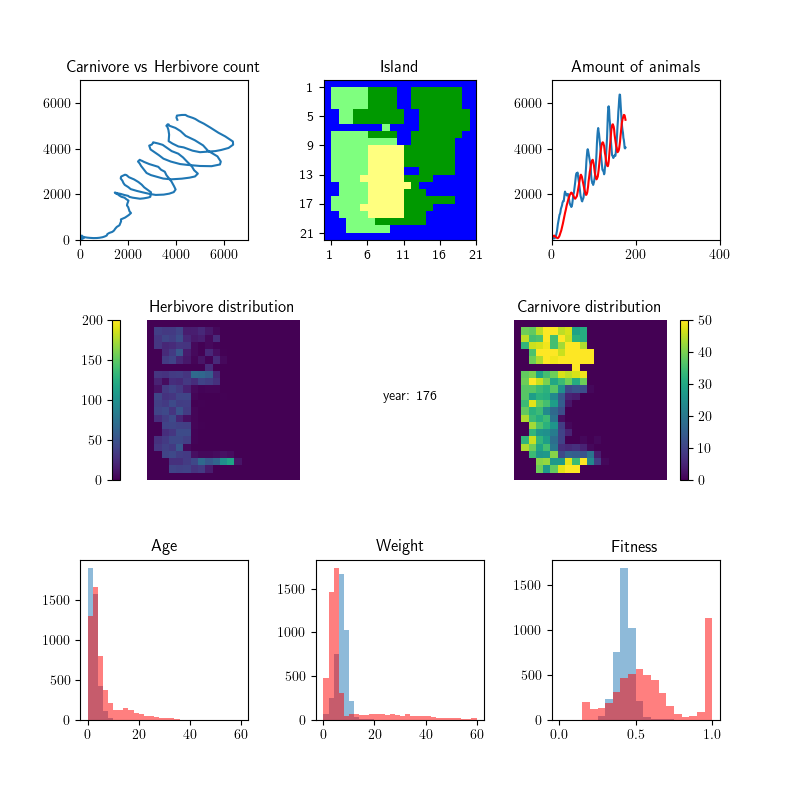 Carnivore vs Herbivore count
6000
4000
2000
0
0 2000 4000 6000
Island
1
5
9
13
17
21
1 6 11 16 21
Amount of animals
6000
4000
2000
0
0 200 400
Herbivore distribution
200
150
100
50
0
year: 176
Carnivore distribution
50
40
30
20
10
0
Age
1500
1000
500
0
0 20 40 60
Weight
1500
1000
500
0
0 20 40 60
Fitness
1500
1000
500
0
0.0 0.5 1.0